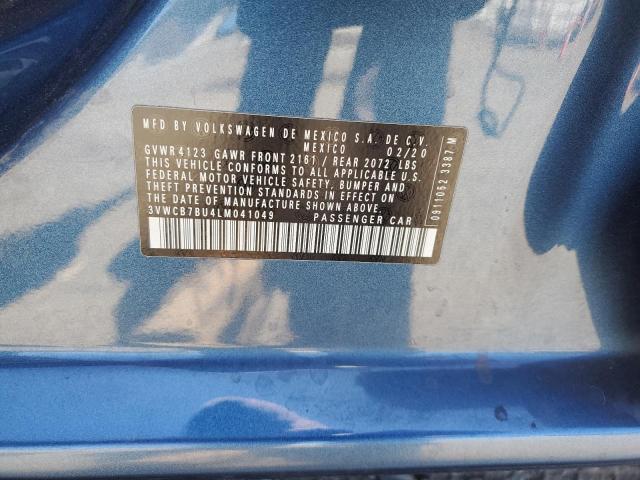 MFD BY VOLKSWAGEN DE MEXICO S.A. DE C.V.
MEXICO 02/20
GVWR 4123 GAWR FRONT 2161 / REAR 2072 LBS
THIS VEHICLE CONFORMS TO ALL APPLICABLE U.S.
FEDERAL MOTOR VEHICLE SAFETY, BUMPER AND
THEFT PREVENTION STANDARDS IN EFFECT ON
THE DATE OF MANUFACTURE SHOWN ABOVE.
3VWCB7BU4LM041049 PASSENGER CAR
0911052 3387 M